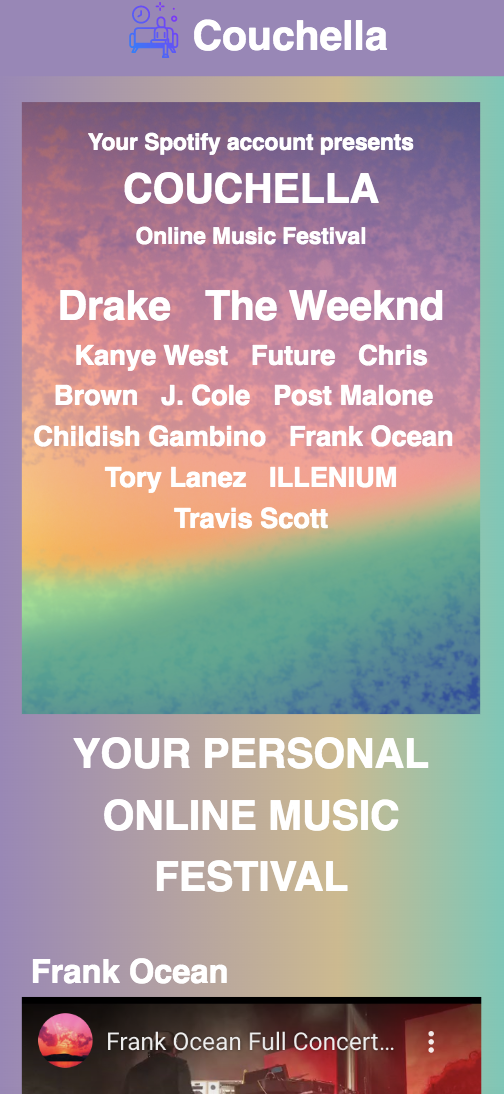 Couchella
Your Spotify account presents
COUCHELLA
Online Music Festival
Drake The Weeknd
Kanye West Future Chris
Brown J. Cole Post Malone
Childish Gambino Frank Ocean
Tory Lanez ILLENIUM
Travis Scott
YOUR PERSONAL
ONLINE MUSIC
FESTIVAL
Frank Ocean
Frank Ocean Full Concert...